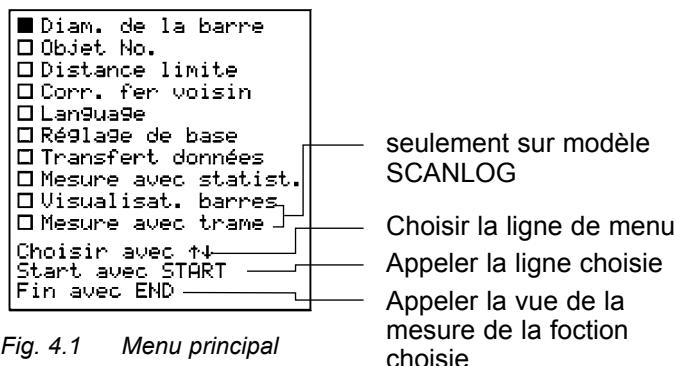 Diam. de la barre
Objet No.
Distance limite
Corr. fer voisin
Language
Réglage de base
Transfert données
Mesure avec statist.
Visualisat. barres
Mesure avec trame
Choisir avec ↑↓
Start avec START
Fin avec END
seulement sur modèle
SCANLOG
Choisir la ligne de menu
Appeler la ligne choisie
Appeler la vue de la
mesure de la foction
choisie
Fig. 4.1 Menu principal